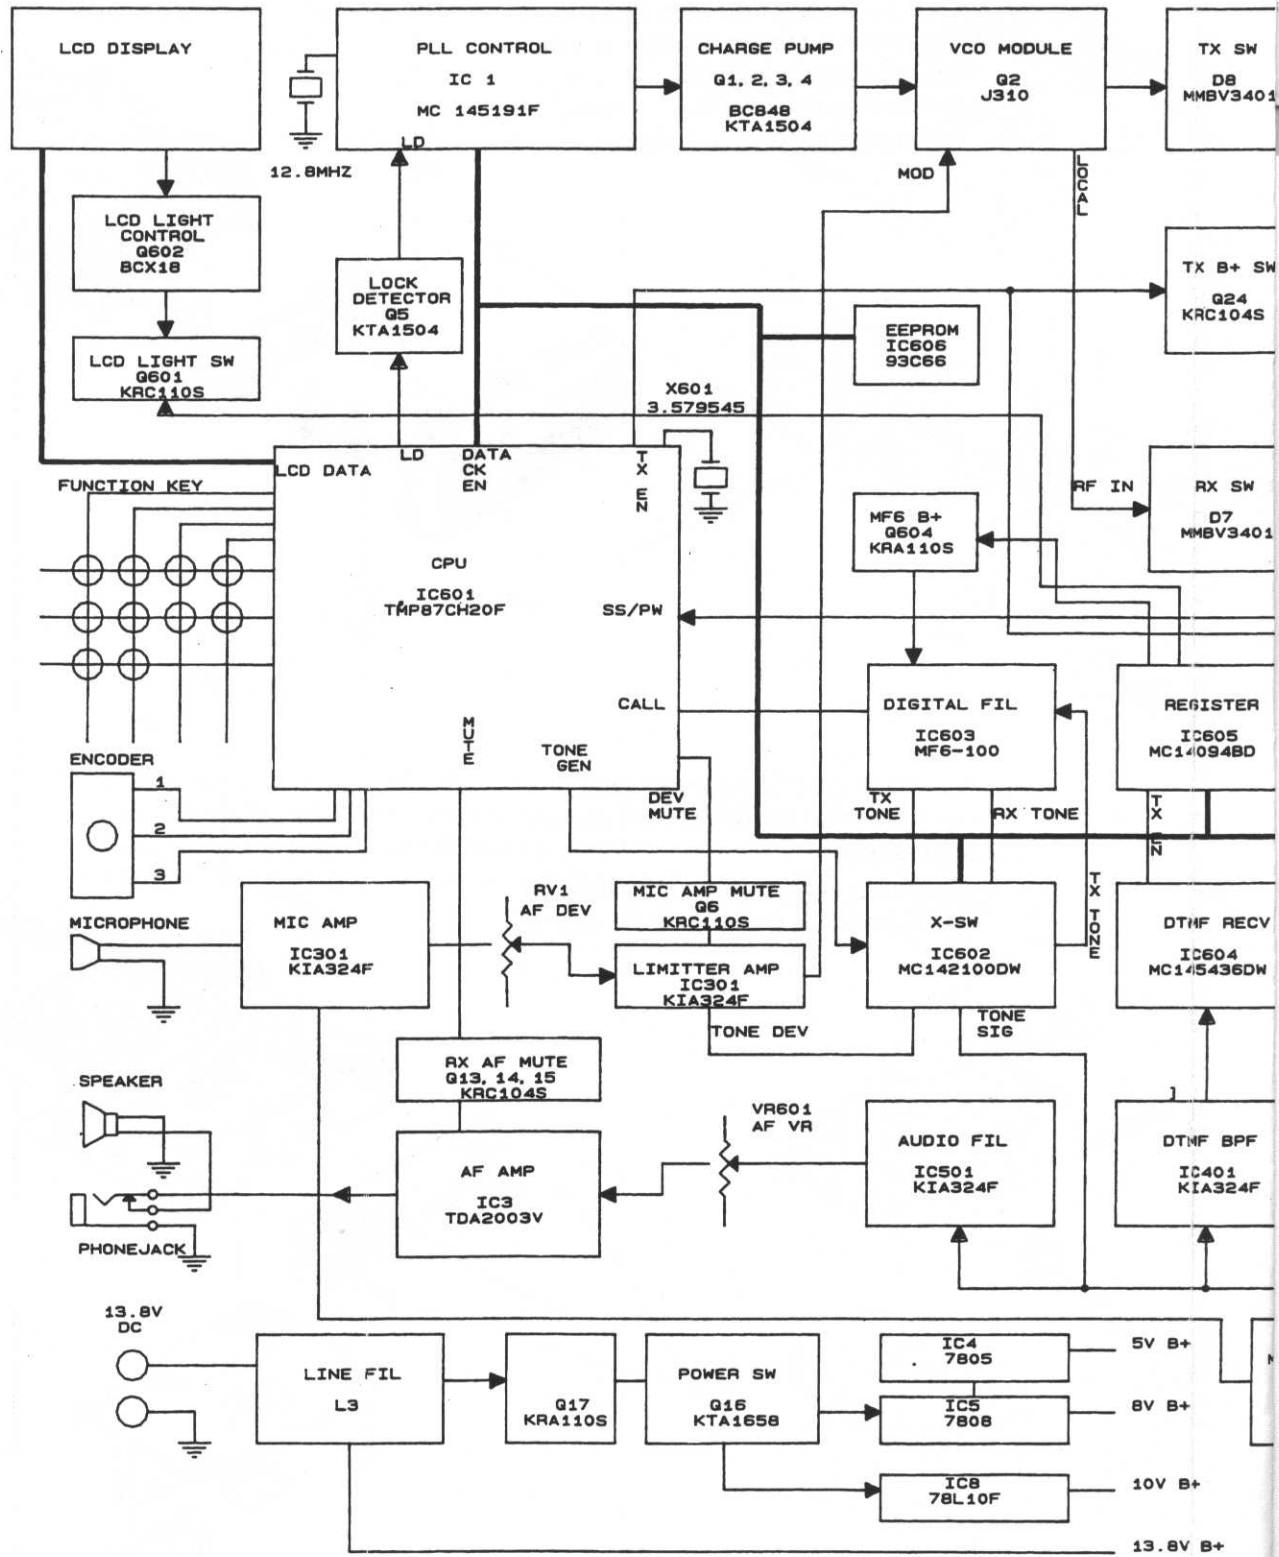 LCD DISPLAY
PLL CONTROL
IC 1
MC 145191F
LD
CHARGE PUMP
Q1, 2, 3, 4
BC848
KTA1504
VCO MODULE
Q2
J310
TX SW
D8
MMBV3401
12.8MHZ
MOD
LOCAL
LCD LIGHT
CONTROL
Q602
BCX18
LOCK
DETECTOR
Q5
KTA1504
TX B+ SW
Q24
KRC104S
EEPROM
IC606
93C66
LCD LIGHT SW
Q601
KRC110S
X601
3.579545
LCD DATA
LD
DATA
CK
EN
TX EN
FUNCTION KEY
CPU
IC601
TMP87CH20F
SS/PW
CALL
MUTE
TONE
GEN
MF6 B+
Q604
KRA110S
RF IN
RX SW
D7
MMBV3401
DIGITAL FIL
IC603
MF6-100
REGISTER
IC605
MC14094BD
ENCODER
1
2
3
DEV
MUTE
TX
TONE
RX TONE
TX EN
TX TONE
MICROPHONE
MIC AMP
IC301
KIA324F
RV1
AF DEV
MIC AMP MUTE
Q6
KRC110S
LIMITTER AMP
IC301
KIA324F
X-SW
IC602
MC142100DW
DTMF RECV
IC604
MC145436DW
TONE DEV
TONE
SIG
RX AF MUTE
Q13, 14, 15
KRC104S
SPEAKER
VR601
AF VR
AF AMP
IC3
TDA2003V
AUDIO FIL
IC501
KIA324F
DTMF BPF
IC401
KIA324F
PHONEJACK
13.8V
DC
LINE FIL
L3
Q17
KRA110S
POWER SW
Q16
KTA1658
IC4
7805
5V B+
IC5
7808
8V B+
IC8
78L10F
10V B+
13.8V B+